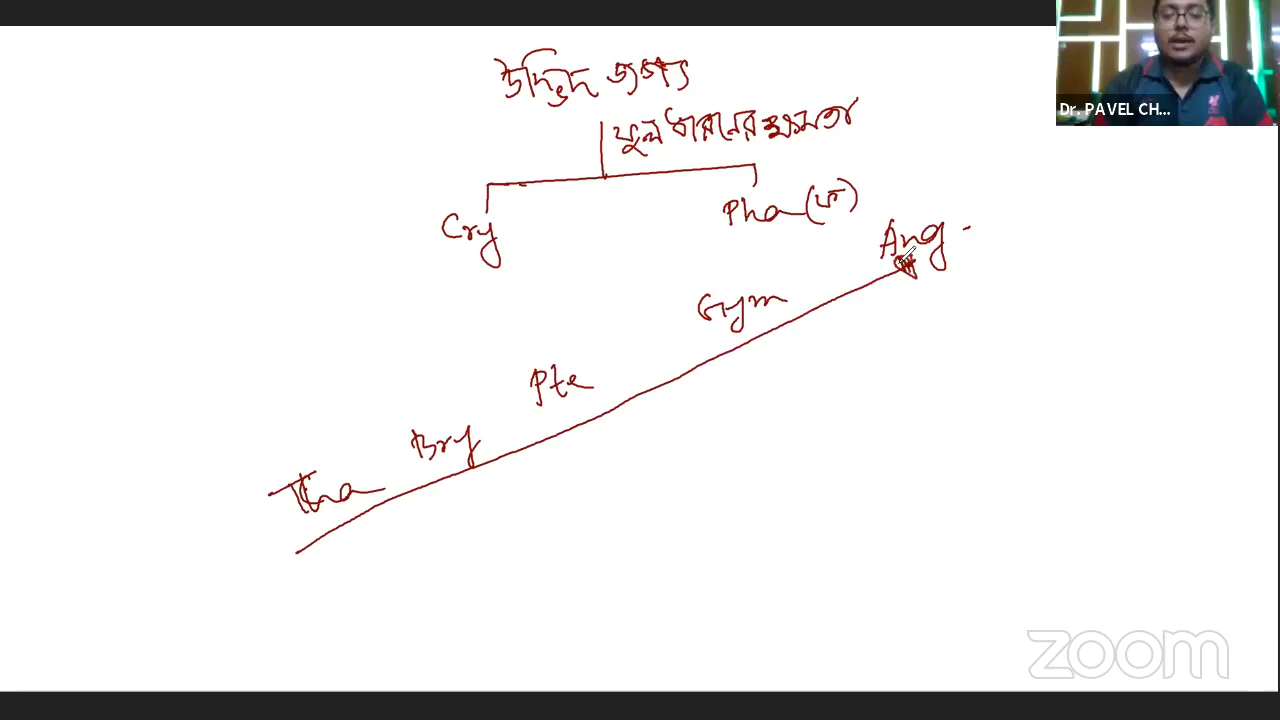 উদ্ভিদ জগৎ
ফুল ধারনের ক্ষমতা
Cry
Pha (ফ)
Ang
Gym
Pte
Bry
Tha
Dr. PAVEL CH...
zoom